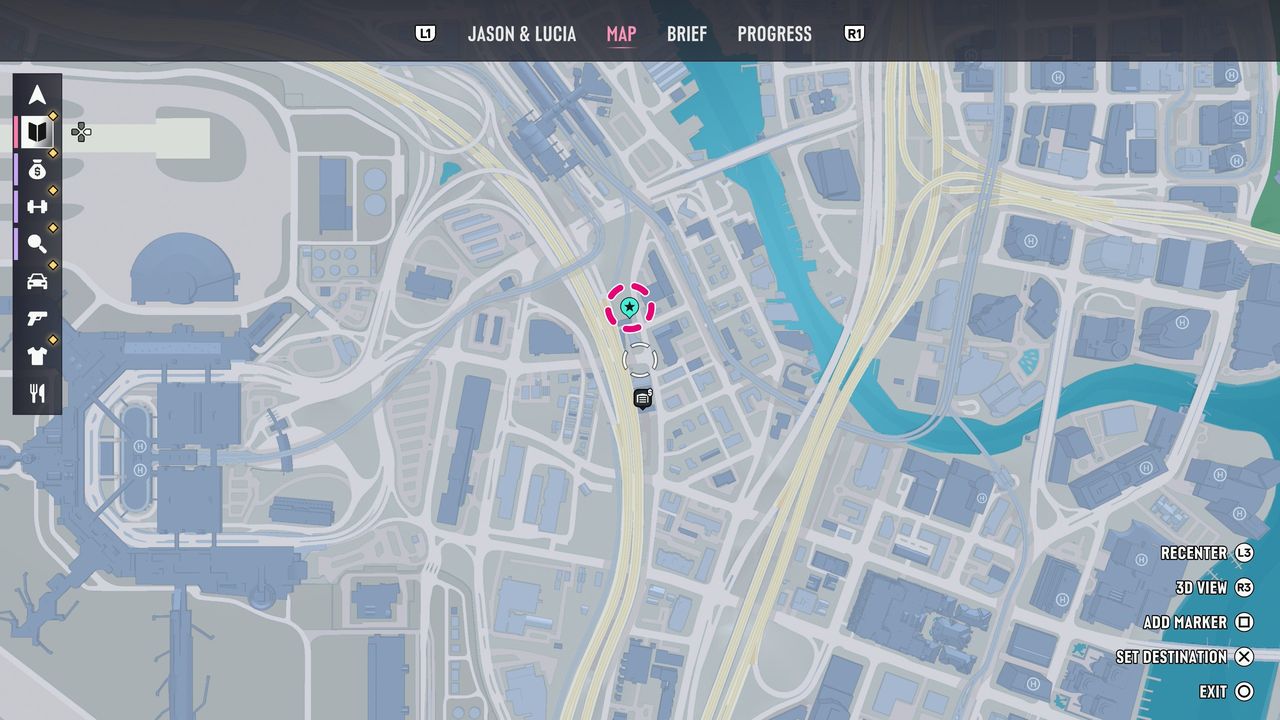 L1 JASON & LUCIA MAP BRIEF PROGRESS R1
$
H
H
H
H
H
H
$
H
H
H
H
H
H
H
H
RECENTER L3
H
3D VIEW R3
H
ADD MARKER
SET DESTINATION
H
EXIT